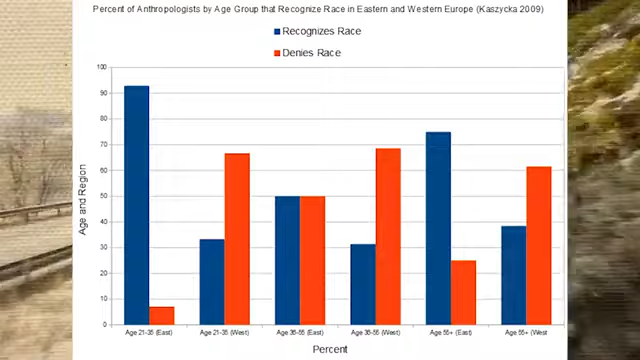 Percent of Anthropologists by Age Group that Recognize Race in Eastern and Western Europe (Kaszycka 2009)
Recognizes Race
Denies Race
100
90
80
70
60
50
40
30
20
10
0
Age and Region
Age 21-35 (East) Age 21-35 (West) Age 36-55 (East) Age 36-55 (West) Age 55+ (East) Age 55+ (West
Percent